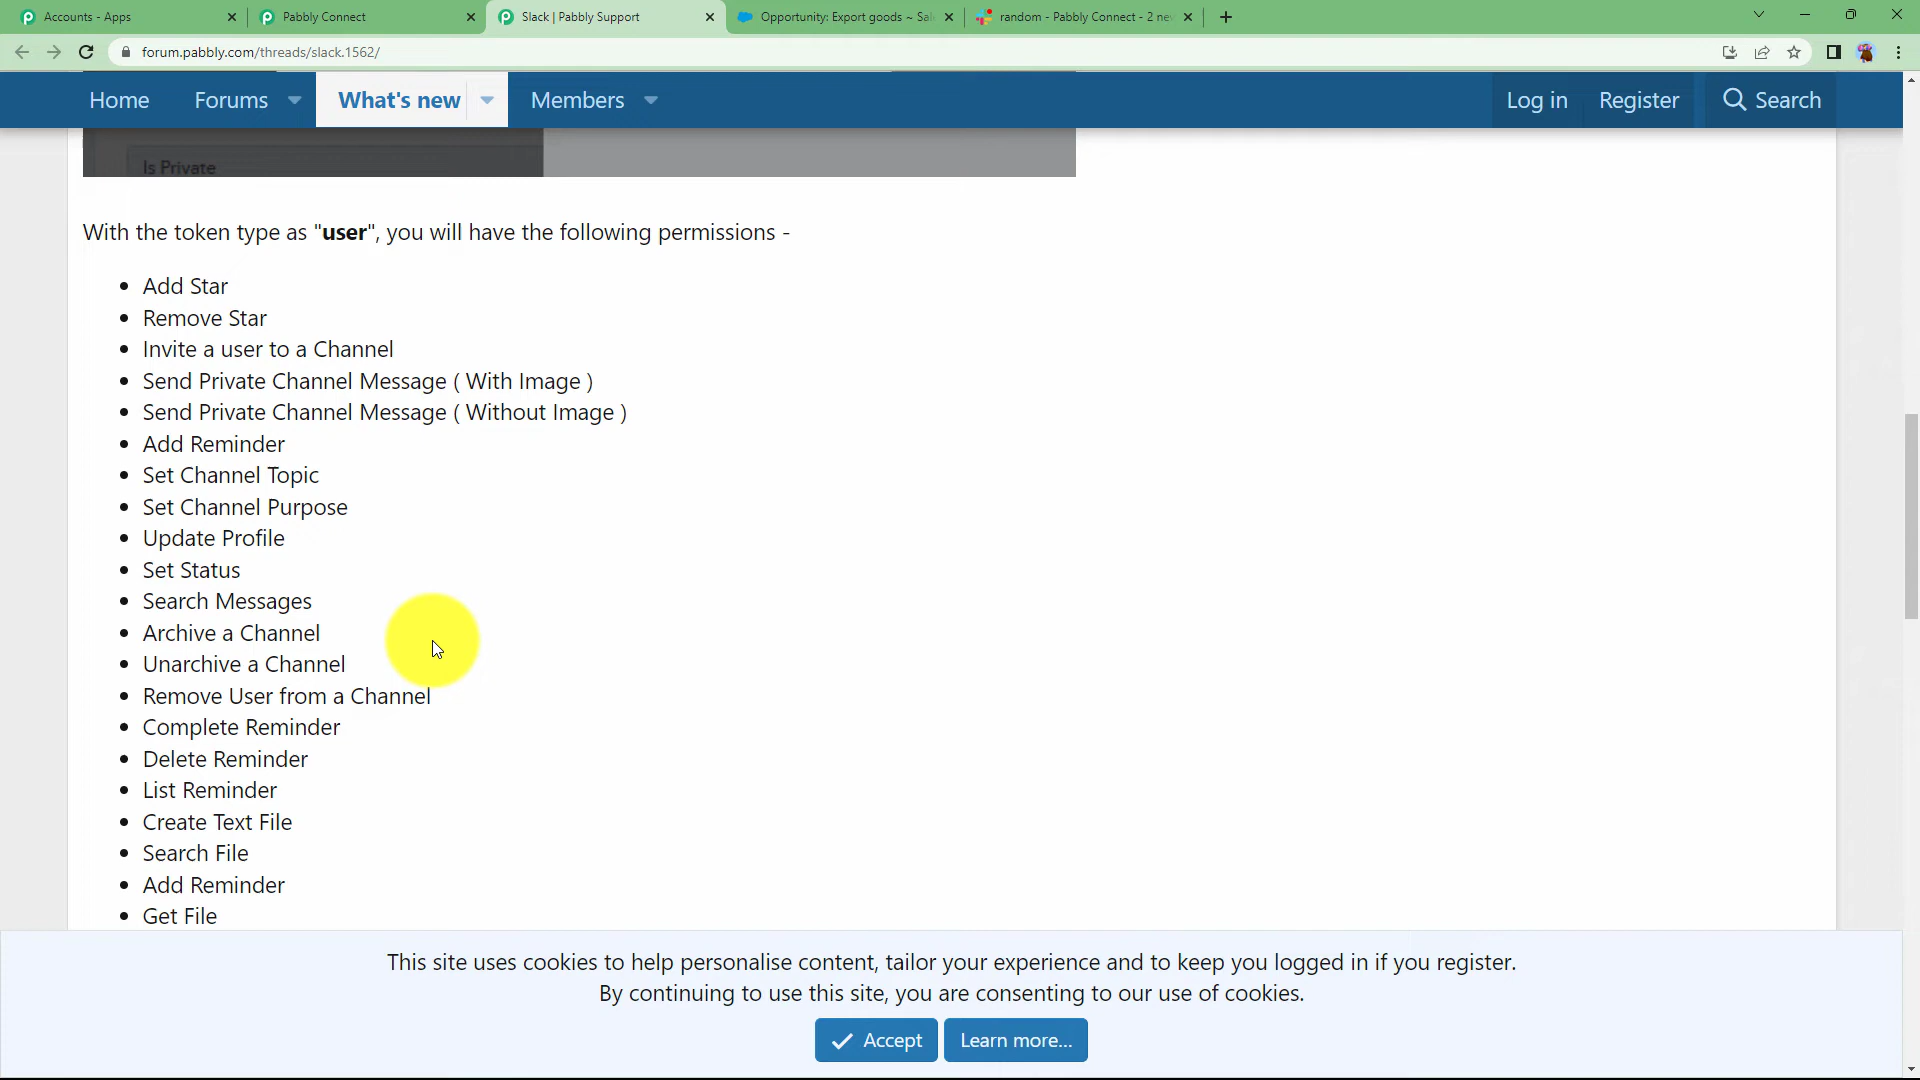 Accounts - Apps
Pabbly Connect
Slack | Pabbly Support
Opportunity: Export goods ~ Sal
random - Pabbly Connect - 2 ne
forum.pabbly.com/threads/slack.1562/
Home
Forums
What's new
Members
Log in
Register
Search
Is Private
With the token type as "user", you will have the following permissions -
• Add Star
• Remove Star
• Invite a user to a Channel
• Send Private Channel Message ( With Image )
• Send Private Channel Message ( Without Image )
• Add Reminder
• Set Channel Topic
• Set Channel Purpose
• Update Profile
• Set Status
• Search Messages
• Archive a Channel
• Unarchive a Channel
• Remove User from a Channel
• Complete Reminder
• Delete Reminder
• List Reminder
• Create Text File
• Search File
• Add Reminder
• Get File
This site uses cookies to help personalise content, tailor your experience and to keep you logged in if you register.
By continuing to use this site, you are consenting to our use of cookies.
Accept
Learn more...